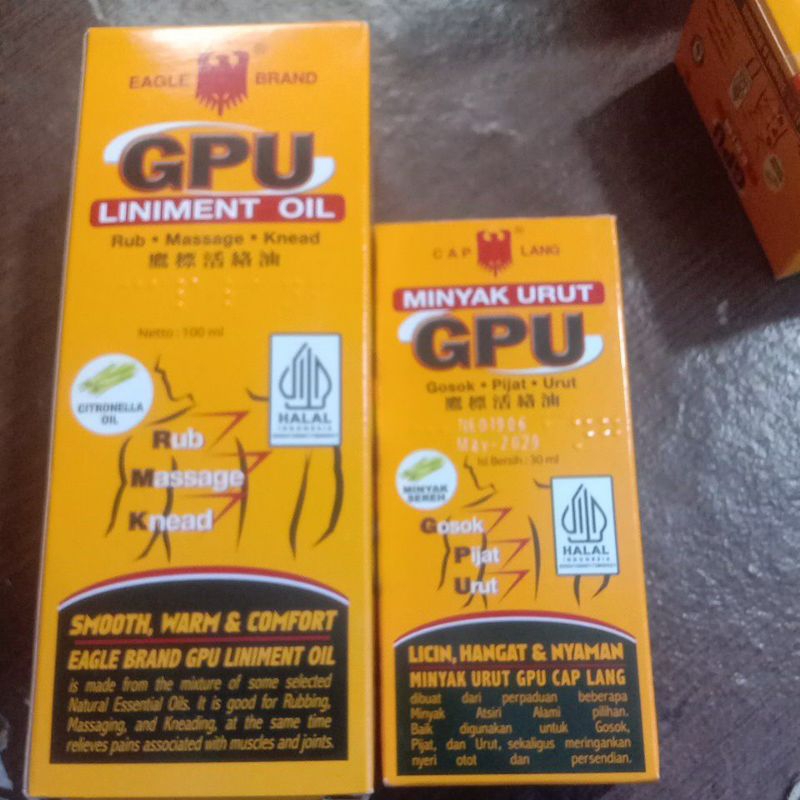 EAGLE BRAND
GPU
LINIMENT OIL
Rub • Massage • Knead
鷹標活絡油
Netto : 100 ml
CITRONELLA
OIL
HALAL
INDONESIA
Rub
Massage
Knead
SMOOTH, WARM & COMFORT
EAGLE BRAND GPU LINIMENT OIL
is made from the mixture of some selected
Natural Essential Oils. It is good for Rubbing,
Massaging, and Kneading, at the same time
relieves pains associated with muscles and joints.
CAP LANG
MINYAK URUT
GPU
Gosok • Pijat • Urut
鷹標活絡油
May-2029
Isi Bersih : 30 ml
MINYAK
SEREH
HALAL
INDONESIA
Gosok
Pijat
Urut
LICIN, HANGAT & NYAMAN
MINYAK URUT GPU CAP LANG
dibuat dari perpaduan beberapa
Minyak Atsiri Alami pilihan.
Baik digunakan untuk Gosok,
Pijat, dan Urut, sekaligus meringankan
nyeri otot dan persendian.